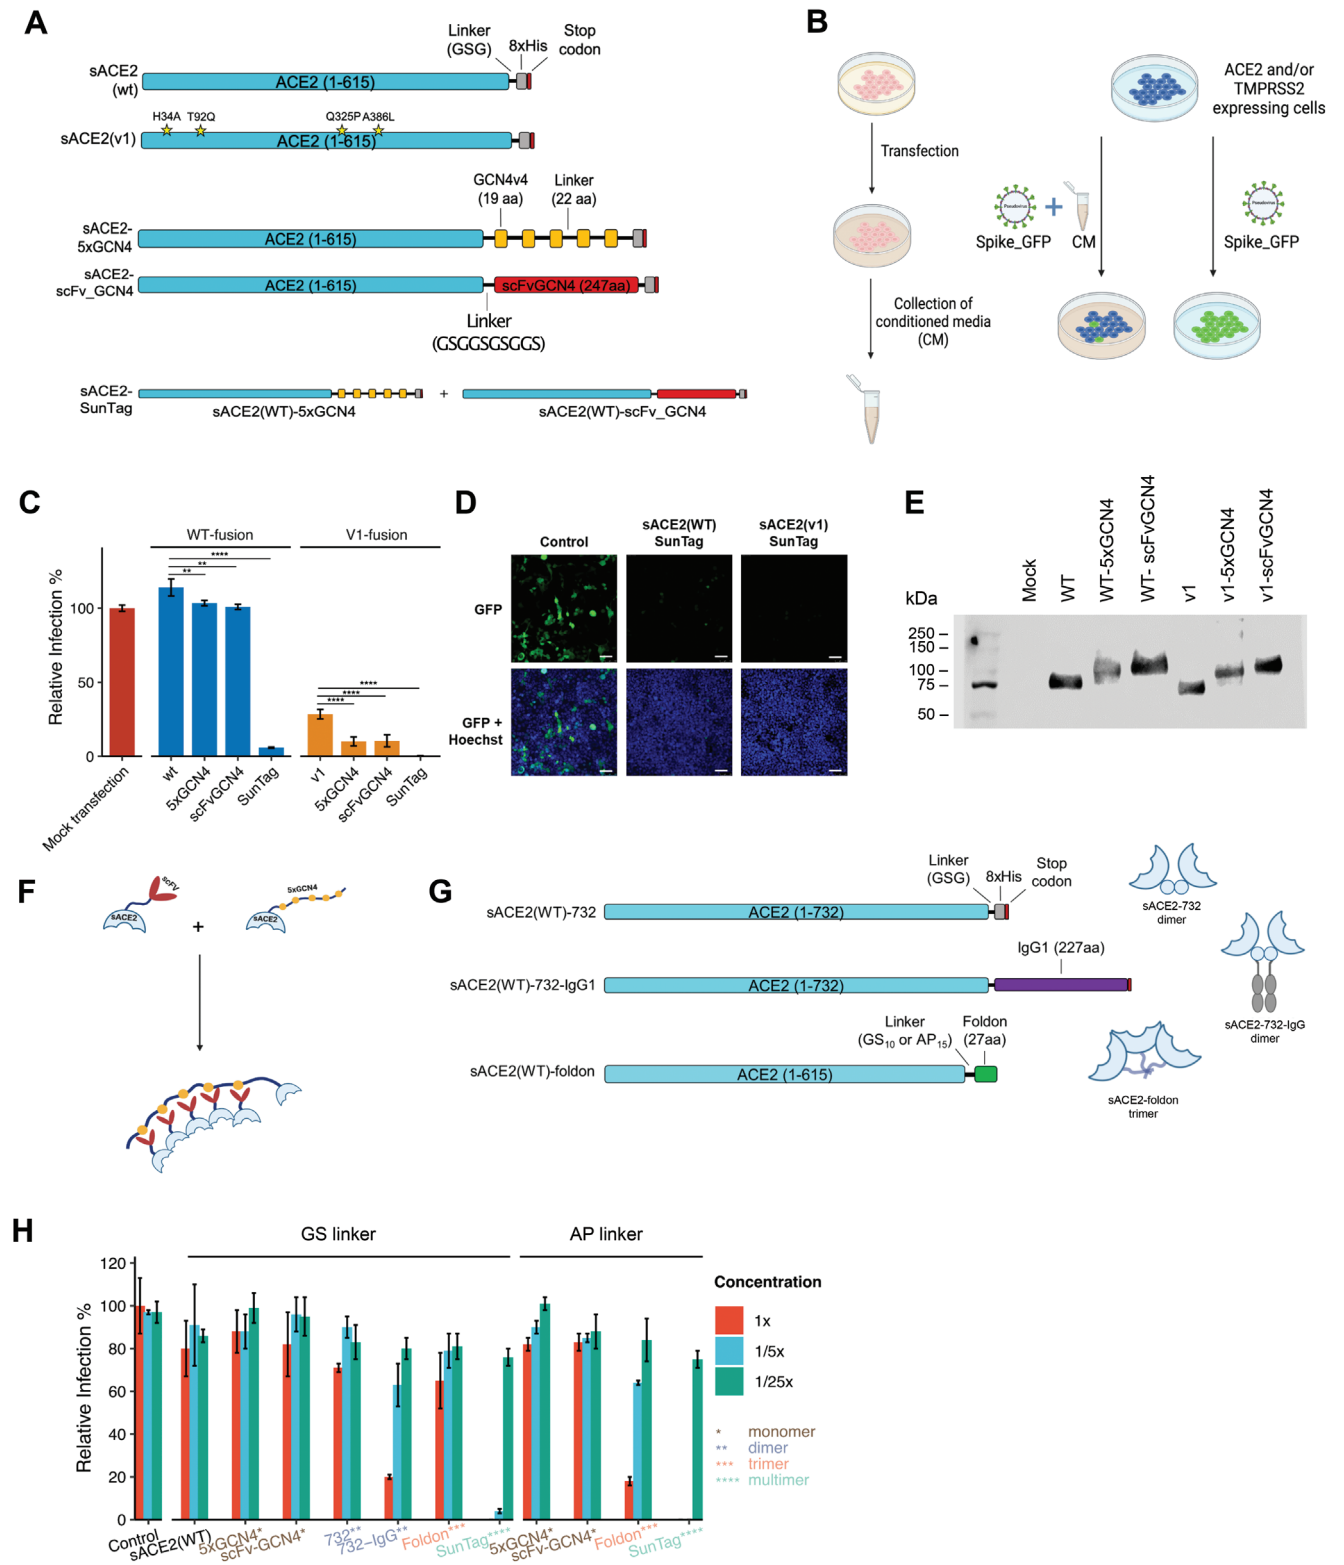 A
Linker
(GSG)
8xHis
Stop
codon
sACE2
(wt)
ACE2 (1-615)
H34A
T92Q
Q325P
A386L
sACE2(v1)
ACE2 (1-615)
GCN4v4
(19 aa)
Linker
(22 aa)
sACE2-
5xGCN4
ACE2 (1-615)
sACE2-
scFv_GCN4
ACE2 (1-615)
scFvGCN4 (247aa)
Linker
(GSGGSGSGGS)
sACE2-
SunTag
+
sACE2(WT)-5xGCN4
sACE2(WT)-scFv_GCN4
B
Transfection
Collection of
conditioned media
(CM)
ACE2 and/or
TMPRSS2
expressing cells
Pseudovirus
+
Spike_GFP
CM
Pseudovirus
Spike_GFP
C
WT-fusion
V1-fusion
Relative Infection %
100
50
0
****
**
**
****
****
****
Mock transfection
wt
5xGCN4
scFvGCN4
SunTag
v1
5xGCN4
scFvGCN4
SunTag
D
Control
sACE2(WT)
SunTag
sACE2(v1)
SunTag
GFP
GFP +
Hoechst
E
kDa
Mock
WT
WT-5xGCN4
WT- scFvGCN4
v1
v1-5xGCN4
v1-scFvGCN4
250
150
100
75
50
F
scFV
sACE2
+
5xGCN4
sACE2
G
Linker
(GSG)
8xHis
Stop
codon
sACE2(WT)-732
ACE2 (1-732)
IgG1 (227aa)
sACE2(WT)-732-IgG1
ACE2 (1-732)
Linker
(GS10 or AP15)
Foldon
(27aa)
sACE2(WT)-foldon
ACE2 (1-615)
sACE2-732
dimer
sACE2-732-IgG
dimer
sACE2-foldon
trimer
H
GS linker
AP linker
Relative Infection %
120
100
80
60
40
20
0
Control
sACE2(WT)
5xGCN4*
scFv-GCN4*
732**
732-IgG**
Foldon***
SunTag****
5xGCN4*
scFv-GCN4*
Foldon***
SunTag****
Concentration
1x
1/5x
1/25x
* monomer
** dimer
*** trimer
**** multimer